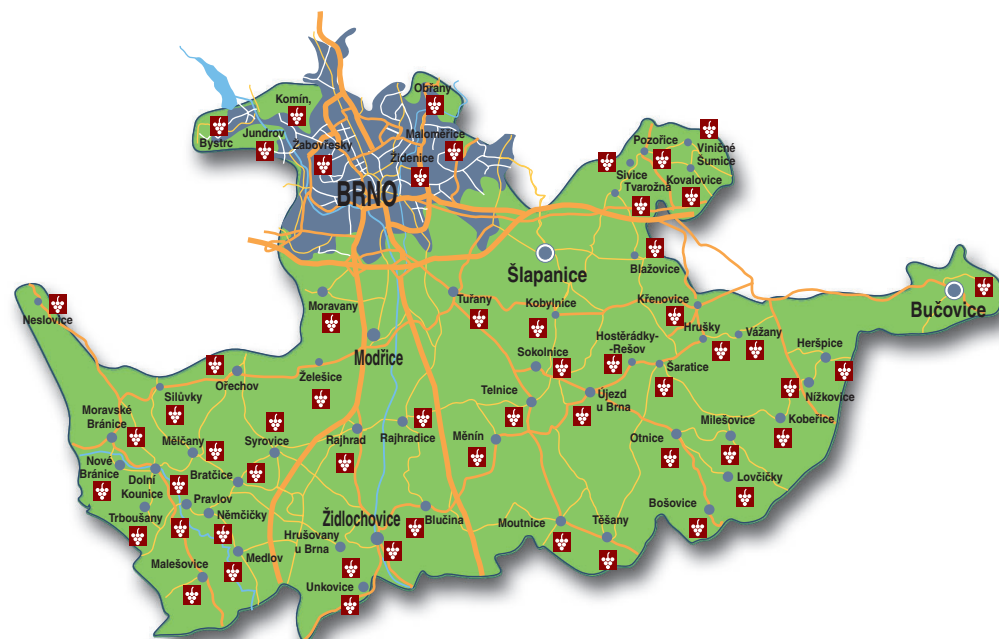 Obřany
Komín,
Bystrc
Jundrov
Žabovřesky
Maloměřice
Židenice
BRNO
Pozořice
Viničné
Šumice
Sivice
Kovalovice
Tvarožná
Šlapanice
Blažovice
Bučovice
Neslovice
Moravany
Tuřany
Kobylnice
Křenovice
Hrušky
Vážany
Modřice
Hostěrádky-
-Rešov
Heršpice
Sokolnice
Šaratice
Ořechov
Želešice
Nížkovice
Silůvky
Telnice
Újezd
u Brna
Moravské
Bránice
Milešovice
Kobeřice
Mělčany
Syrovice
Rajhrad
Rajhradice
Měnín
Otnice
Nové
Bránice
Dolní
Kounice
Bratčice
Lovčičky
Pravlov
Trboušany
Němčičky
Židlochovice
Blučina
Bošovice
Moutnice
Těšany
Hrušovany
u Brna
Medlov
Malešovice
Unkovice